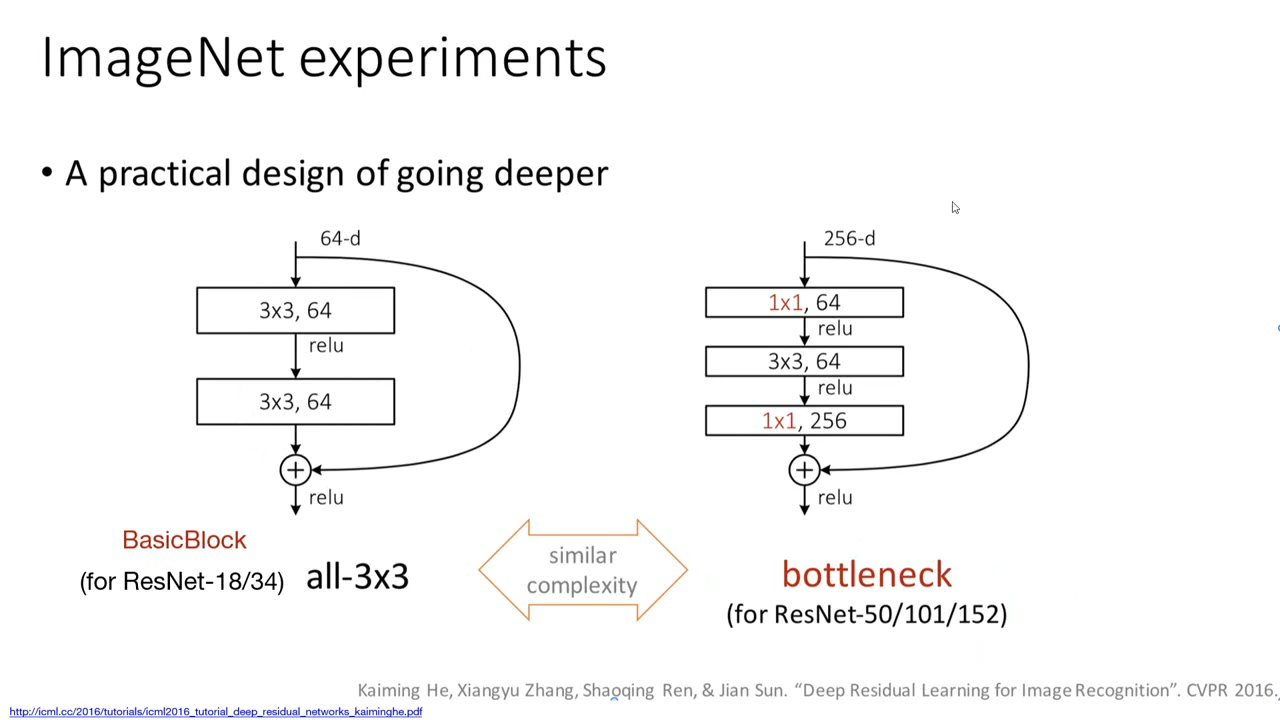 ImageNet experiments
• A practical design of going deeper
64-d
3x3, 64
relu
3x3, 64
relu
256-d
1x1, 64
relu
3x3, 64
relu
1x1, 256
relu
BasicBlock
(for ResNet-18/34)
all-3x3
similar
complexity
bottleneck
(for ResNet-50/101/152)
Kaiming He, Xiangyu Zhang, Shaoqing Ren, & Jian Sun. “Deep Residual Learning for Image Recognition”. CVPR 2016.
http://icml.cc/2016/tutorials/icml2016_tutorial_deep_residual_networks_kaiminghe.pdf